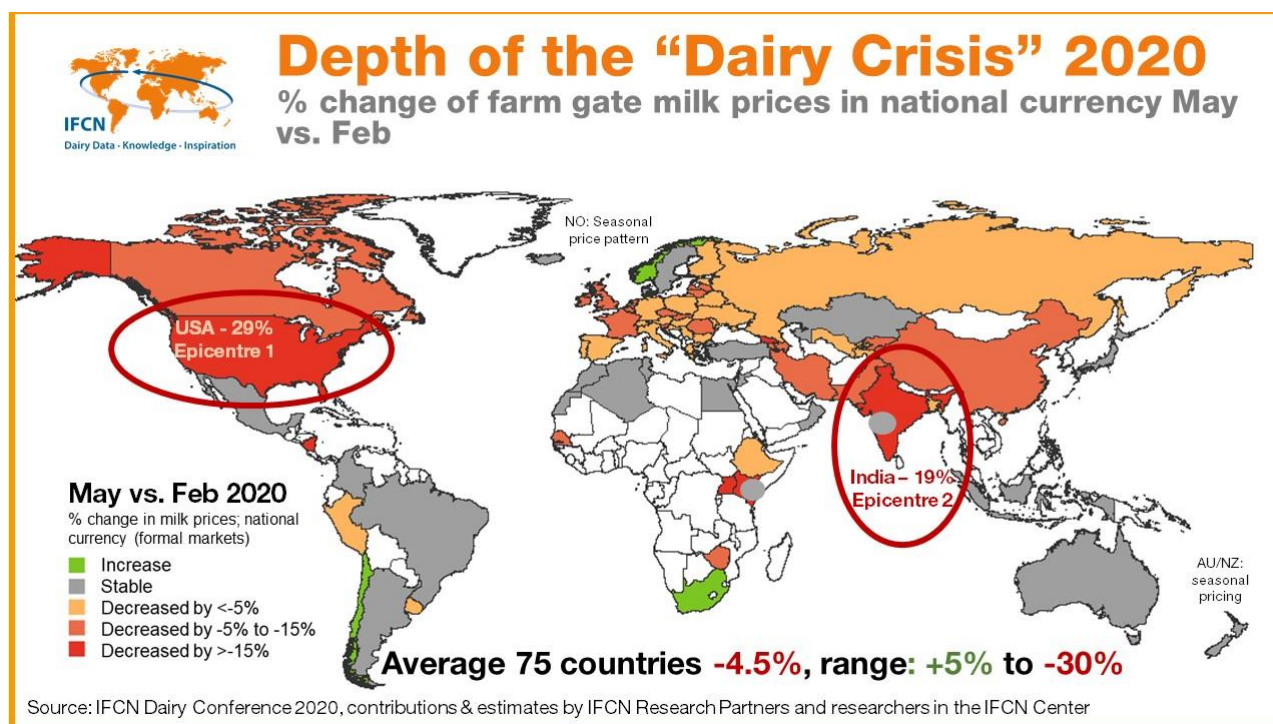 IFCN
Dairy Data - Knowledge - Inspiration
Depth of the “Dairy Crisis” 2020
% change of farm gate milk prices in national currency May
vs. Feb
NO: Seasonal
price pattern
USA - 29%
Epicentre 1
India – 19%
Epicentre 2
May vs. Feb 2020
% change in milk prices; national
currency (formal markets)
Increase
Stable
Decreased by <-5%
Decreased by -5% to -15%
Decreased by >-15%
AU/NZ:
seasonal
pricing
Average 75 countries -4.5%, range: +5% to -30%
Source: IFCN Dairy Conference 2020, contributions & estimates by IFCN Research Partners and researchers in the IFCN Center